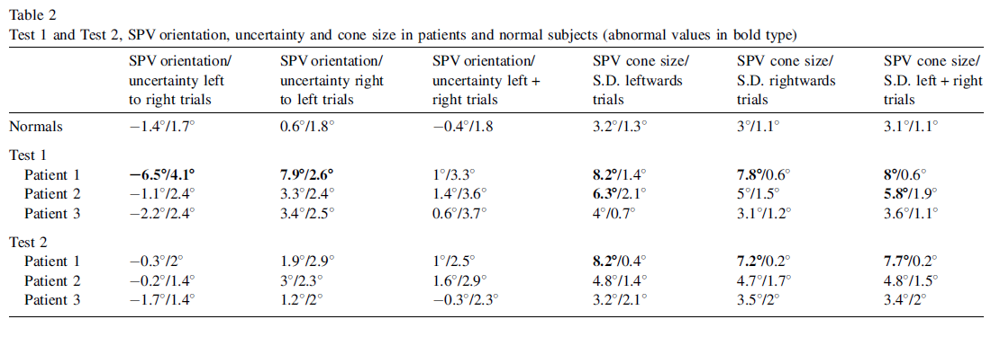 Table 2
Test 1 and Test 2, SPV orientation, uncertainty and cone size in patients and normal subjects (abnormal values in bold type)
SPV orientation/ SPV orientation/ SPV orientation/ SPV cone size/ SPV cone size/ SPV cone size/
uncertainty left uncertainty right uncertainty left + S.D. leftwards S.D. rightwards S.D. left + right
to right trials to left trials right trials trials trials trials
Normals −1.4°/1.7° 0.6°/1.8° −0.4°/1.8 3.2°/1.3° 3°/1.1° 3.1°/1.1°
Test 1
Patient 1 −6.5°/4.1° 7.9°/2.6° 1°/3.3° 8.2°/1.4° 7.8°/0.6° 8°/0.6°
Patient 2 −1.1°/2.4° 3.3°/2.4° 1.4°/3.6° 6.3°/2.1° 5°/1.5° 5.8°/1.9°
Patient 3 −2.2°/2.4° 3.4°/2.5° 0.6°/3.7° 4°/0.7° 3.1°/1.2° 3.6°/1.1°
Test 2
Patient 1 −0.3°/2° 1.9°/2.9° 1°/2.5° 8.2°/0.4° 7.2°/0.2° 7.7°/0.2°
Patient 2 −0.2°/1.4° 3°/2.3° 1.6°/2.9° 4.8°/1.4° 4.7°/1.7° 4.8°/1.5°
Patient 3 −1.7°/1.4° 1.2°/2° −0.3°/2.3° 3.2°/2.1° 3.5°/2° 3.4°/2°